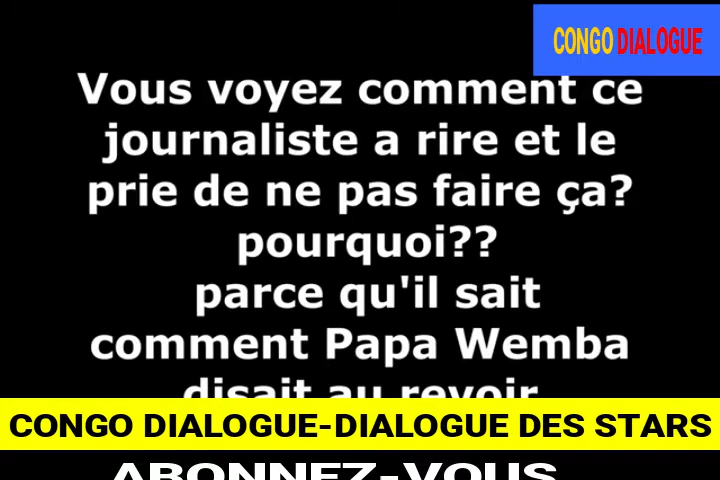 CONGO DIALOGUE
Vous voyez comment ce
journaliste a rire et le
prie de ne pas faire ça?
pourquoi??
parce qu'il sait
comment Papa Wemba
disait au revoir
CONGO DIALOGUE-DIALOGUE DES STARS
ABONNEZ-VOUS